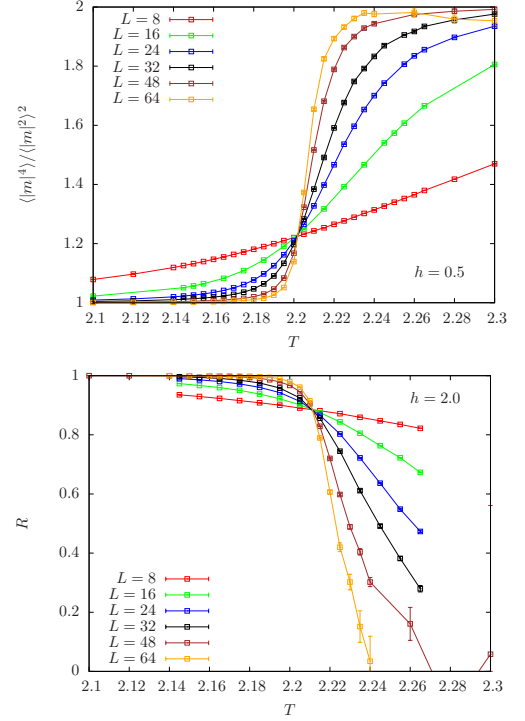 2.2
2
1.8
1.6
1.4
1.2
1
⟨|m|⁴⟩/⟨|m|²⟩²
L = 8
L = 16
L = 24
L = 32
L = 48
L = 64
h = 0.5
2.1 2.12 2.14 2.16 2.18 2.2 2.22 2.24 2.26 2.28 2.3
T
1
0.8
0.6
0.4
0.2
0
R
h = 2.0
L = 8
L = 16
L = 24
L = 32
L = 48
L = 64
2.1 2.12 2.14 2.16 2.18 2.2 2.22 2.24 2.26 2.28 2.3
T